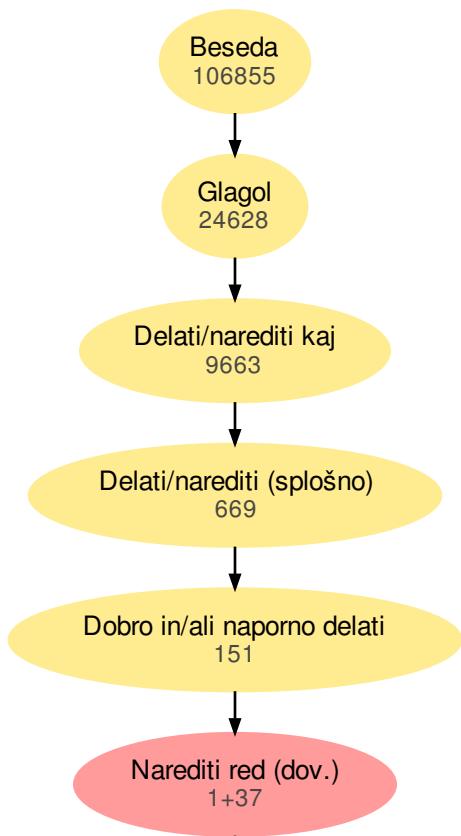 Beseda
106855
Glagol
24628
Delati/narediti kaj
9663
Delati/narediti (splošno)
669
Dobro in/ali naporno delati
151
Narediti red (dov.)
1+37